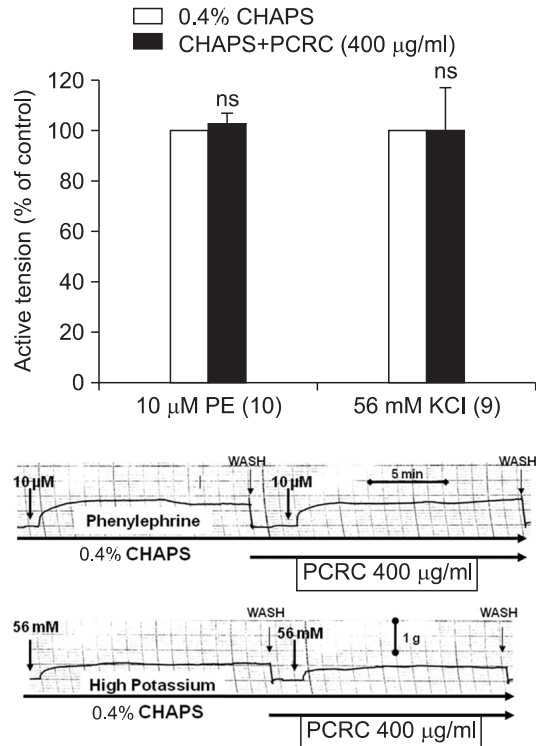 0.4% CHAPS
CHAPS+PCRC (400 μg/ml)
Active tension (% of control)
120
100
80
60
40
20
0
ns
ns
10 μM PE (10)
56 mM KCl (9)
10 μM
WASH
10 μM
5 min
WASH
Phenylephrine
0.4% CHAPS
PCRC 400 μg/ml
56 mM
WASH
56 mM
1 g
WASH
High Potassium
0.4% CHAPS
PCRC 400 μg/ml